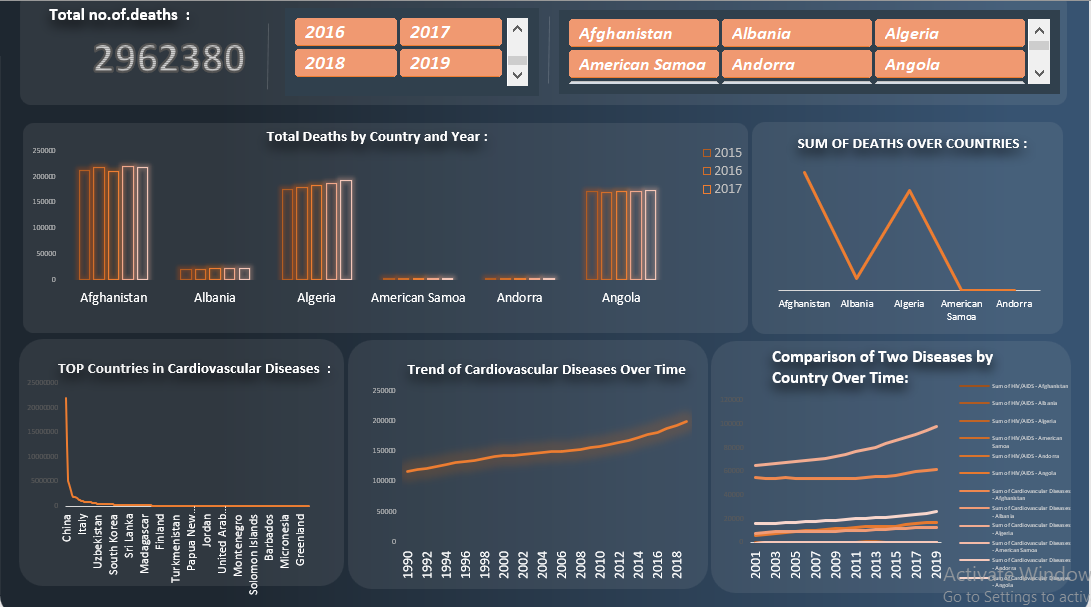 Total no.of.deaths :
2962380
2016
2017
2018
2019
Afghanistan
Albania
Algeria
American Samoa
Andorra
Angola
Total Deaths by Country and Year :
250000
200000
150000
100000
50000
0
Afghanistan
Albania
Algeria
American Samoa
Andorra
Angola
2015
2016
2017
SUM OF DEATHS OVER COUNTRIES :
Afghanistan
Albania
Algeria
American
Samoa
Andorra
TOP Countries in Cardiovascular Diseases :
25000000
20000000
15000000
10000000
5000000
0
China
Italy
Uzbekistan
South Korea
Sri Lanka
Madagascar
Finland
Turkmenistan
Papua New...
Jordan
United Arab...
Montenegro
Solomon Islands
Barbados
Micronesia
Greenland
Trend of Cardiovascular Diseases Over Time
250000
200000
150000
100000
50000
0
1990
1992
1994
1996
1998
2000
2002
2004
2006
2008
2010
2012
2014
2016
2018
Comparison of Two Diseases by
Country Over Time:
2001
2003
2005
2007
2009
2011
2013
2015
2017
2019
Sum of HIV/AIDS - Afghanistan
Sum of HIV/AIDS - Albania
Sum of HIV/AIDS - Algeria
Sum of HIV/AIDS - American
Samoa
Sum of HIV/AIDS - Andorra
Sum of HIV/AIDS - Angola
Sum of Cardiovascular Diseases
- Afghanistan
Sum of Cardiovascular Diseases
- Albania
Sum of Cardiovascular Diseases
- Algeria
Sum of Cardiovascular Diseases
- American Samoa
Sum of Cardiovascular Diseases
- Andorra
Sum of Cardiovascular Diseases
- Angola
Activate Window
Go to Settings to activ